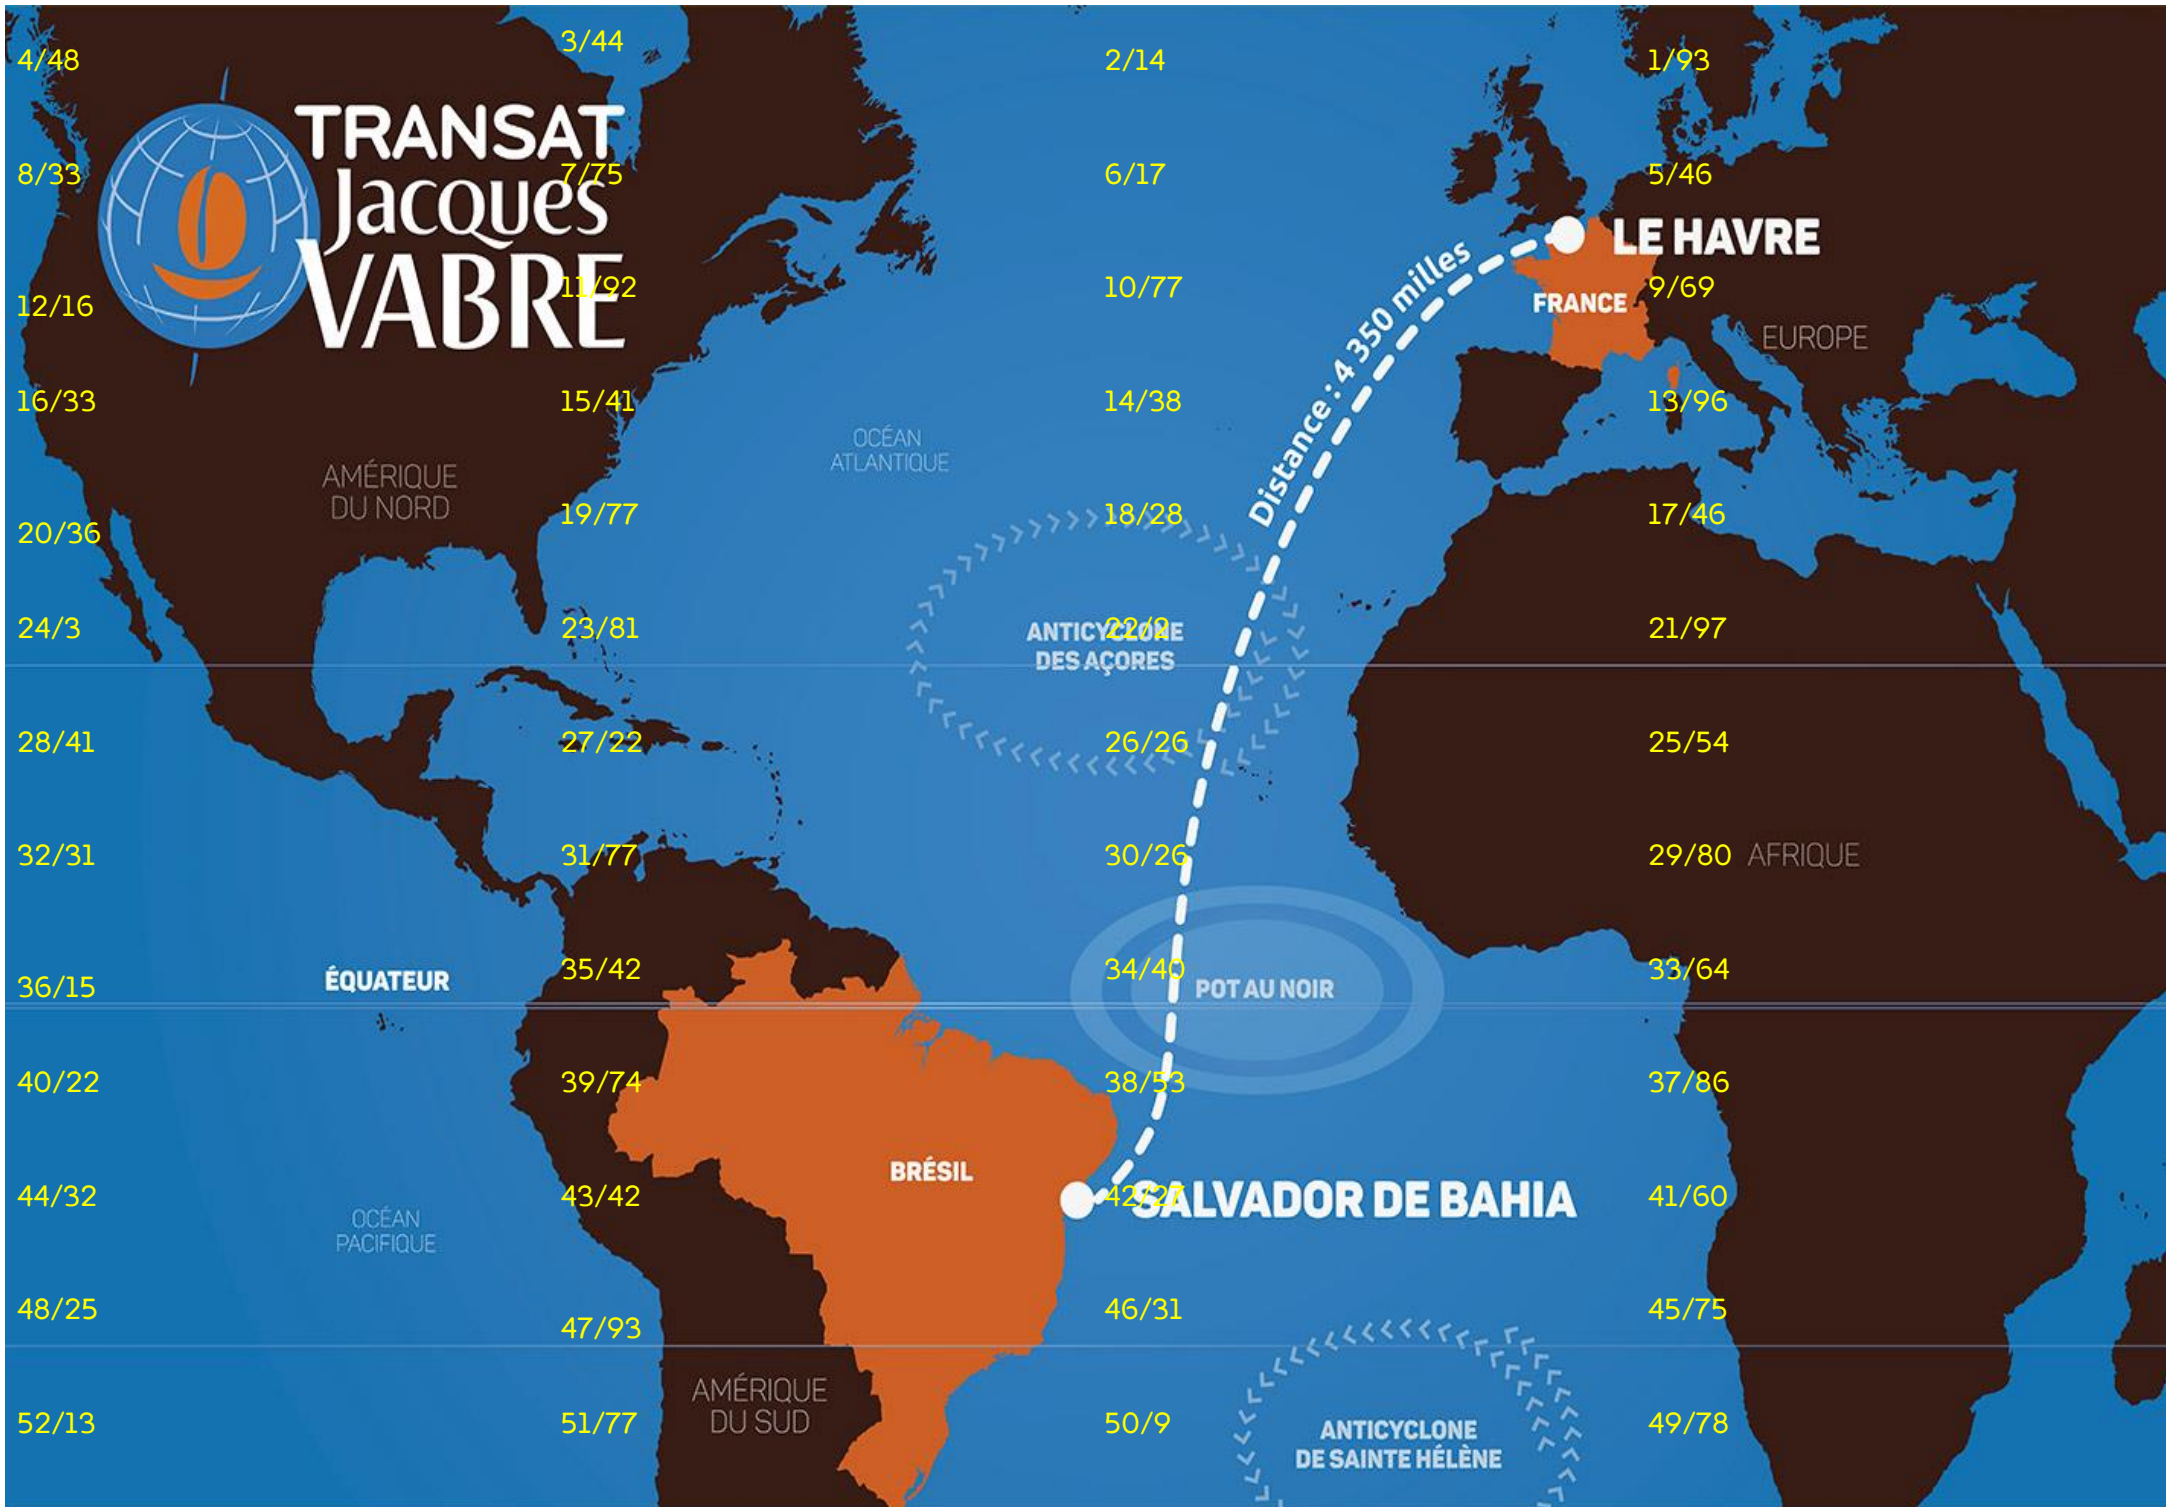 4/48
3/44
2/14
1/93
TRANSAT
Jacques
VABRE
8/33
7/75
6/17
5/46
LE HAVRE
12/16
11/92
10/77
9/69
FRANCE
EUROPE
Distance : 4 350 milles
16/33
15/41
14/38
13/96
OCÉAN
ATLANTIQUE
AMÉRIQUE
DU NORD
20/36
19/77
18/28
17/46
24/3
23/81
22/2
21/97
ANTICYCLONE
DES AÇORES
28/41
27/22
26/26
25/54
32/31
31/77
30/26
29/80
AFRIQUE
36/15
ÉQUATEUR
35/42
34/40
POT AU NOIR
33/64
40/22
39/74
38/53
37/86
BRÉSIL
44/32
43/42
42/27
SALVADOR DE BAHIA
41/60
OCÉAN
PACIFIQUE
48/25
47/93
46/31
45/75
AMÉRIQUE
DU SUD
52/13
51/77
50/9
49/78
ANTICYCLONE
DE SAINTE HÉLÈNE